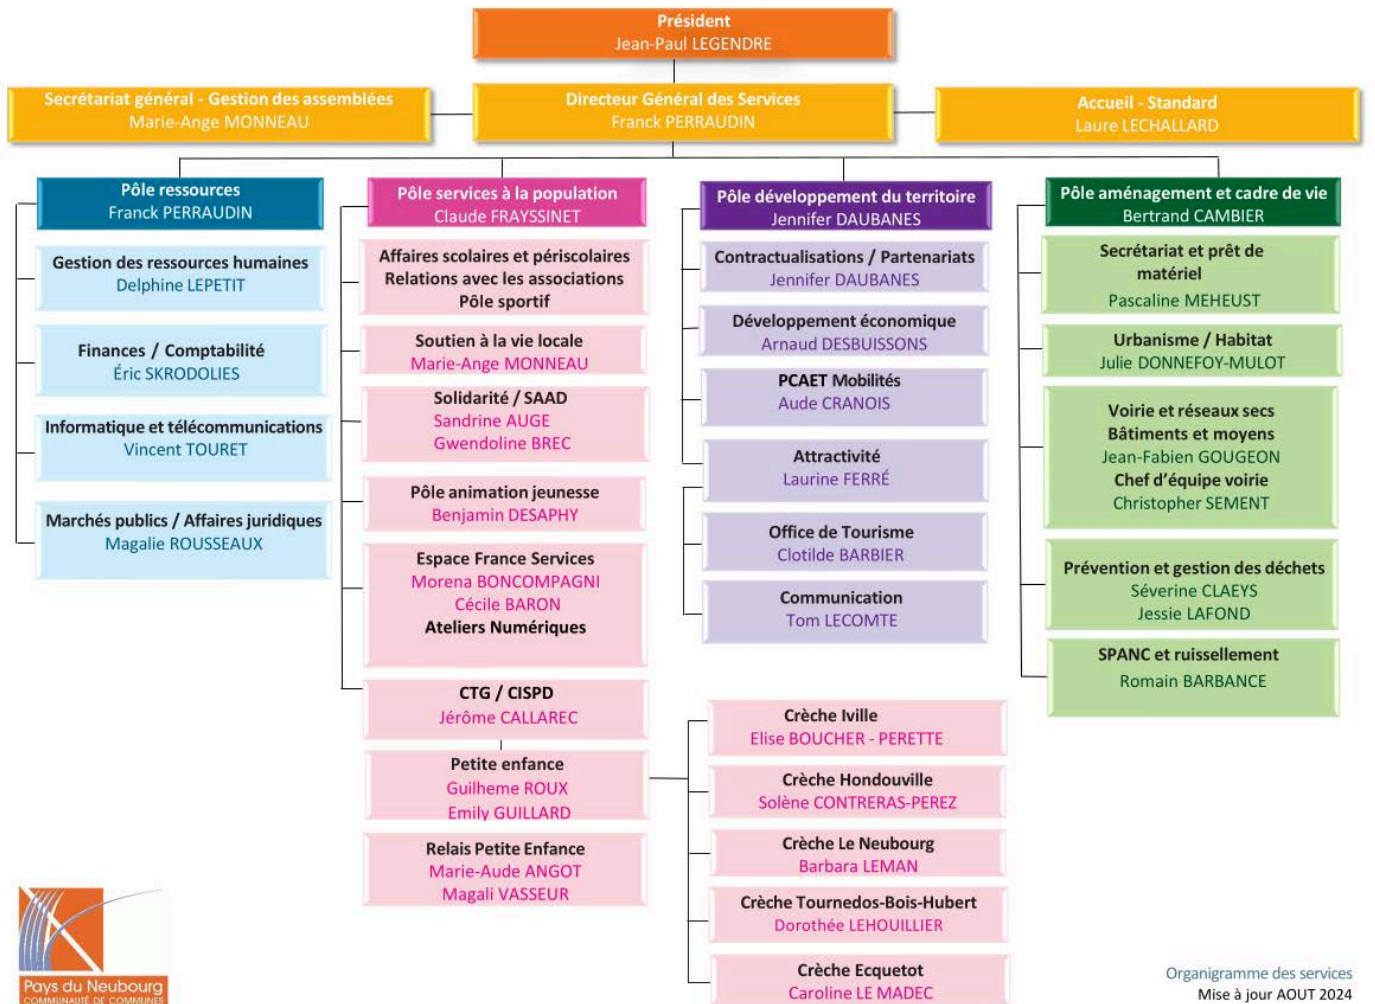 Président
Jean-Paul LEGENDRE
Secrétariat général - Gestion des assemblées
Marie-Ange MONNEAU
Directeur Général des Services
Franck PERRAUDIN
Accueil - Standard
Laure LECHALLARD
Pôle ressources
Franck PERRAUDIN
Gestion des ressources humaines
Delphine LEPETIT
Finances / Comptabilité
Éric SKRODOLIES
Informatique et télécommunications
Vincent TOURET
Marchés publics / Affaires juridiques
Magalie ROUSSEAUX
Pôle services à la population
Claude FRAYSSINET
Affaires scolaires et périscolaires
Relations avec les associations
Pôle sportif
Soutien à la vie locale
Marie-Ange MONNEAU
Solidarité / SAAD
Sandrine AUGE
Gwendoline BREC
Pôle animation jeunesse
Benjamin DESAPHY
Espace France Services
Morena BONCOMPAGNI
Cécile BARON
Ateliers Numériques
CTG / CISPD
Jérôme CALLAREC
Petite enfance
Guilheme ROUX
Emily GUILLARD
Relais Petite Enfance
Marie-Aude ANGOT
Magali VASSEUR
Crèche Iville
Elise BOUCHER - PERETTE
Crèche Hondouville
Solène CONTRERAS-PEREZ
Crèche Le Neubourg
Barbara LEMAN
Crèche Tournedos-Bois-Hubert
Dorothée LEHOUILLIER
Crèche Ecquetot
Caroline LE MADEC
Pôle développement du territoire
Jennifer DAUBANES
Contractualisations / Partenariats
Jennifer DAUBANES
Développement économique
Arnaud DESBUISSONS
PCAET Mobilités
Aude CRANOIS
Attractivité
Laurine FERRÉ
Office de Tourisme
Clotilde BARBIER
Communication
Tom LECOMTE
Pôle aménagement et cadre de vie
Bertrand CAMBIER
Secrétariat et prêt de
matériel
Pascaline MEHEUST
Urbanisme / Habitat
Julie DONNEFOY-MULOT
Voirie et réseaux secs
Bâtiments et moyens
Jean-Fabien GOUGEON
Chef d'équipe voirie
Christopher SEMENT
Prévention et gestion des déchets
Séverine CLAEYS
Jessie LAFOND
SPANC et ruissellement
Romain BARBANCE
Pays du Neubourg
COMMUNAUTÉ DE COMMUNES
Organigramme des services
Mise à jour AOUT 2024